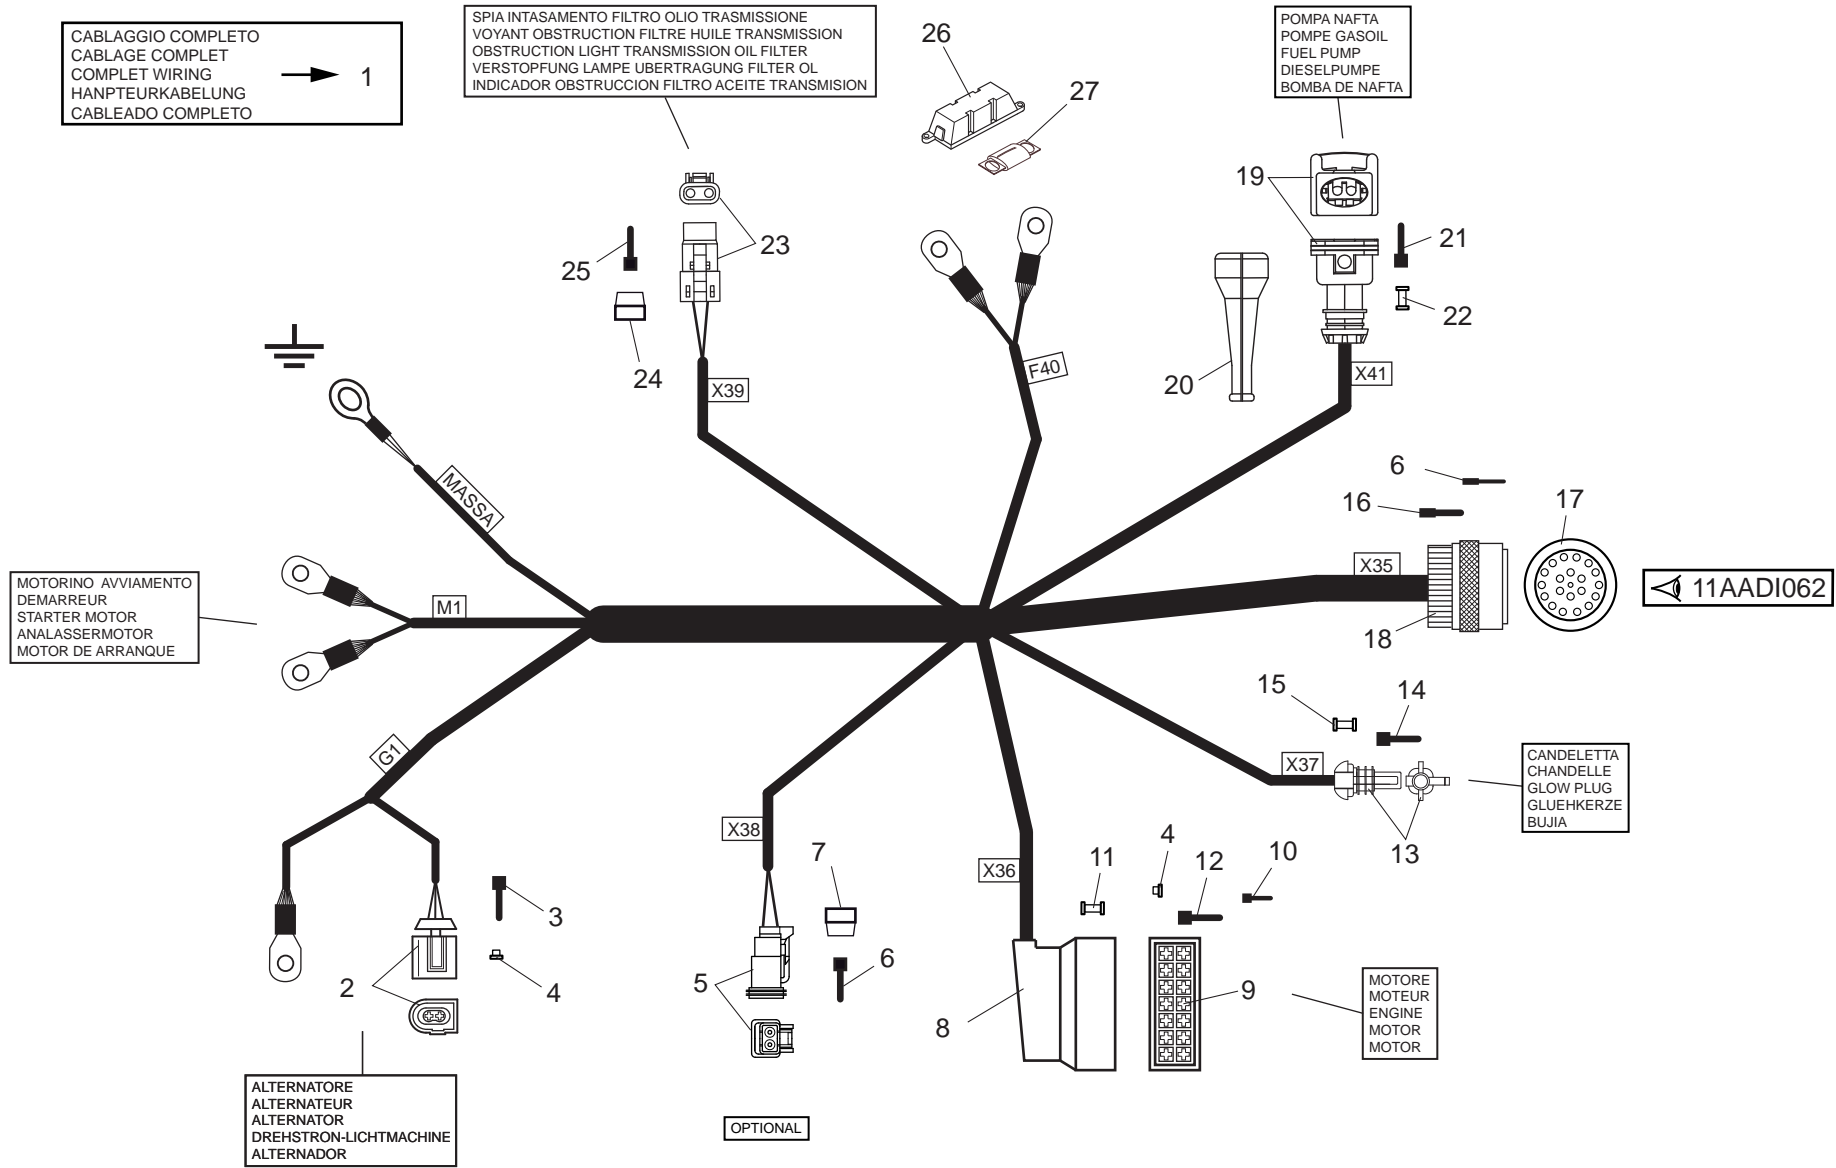 CABLAGGIO COMPLETO
CABLAGE COMPLET
COMPLET WIRING
HANPTEURKABELUNG
CABLEADO COMPLETO
1
SPIA INTASAMENTO FILTRO OLIO TRASMISSIONE
VOYANT OBSTRUCTION FILTRE HUILE TRANSMISSION
OBSTRUCTION LIGHT TRANSMISSION OIL FILTER
VERSTOPFUNG LAMPE UBERTRAGUNG FILTER OL
INDICADOR OBSTRUCCION FILTRO ACEITE TRANSMISION
26
27
POMPA NAFTA
POMPE GASOIL
FUEL PUMP
DIESELPUMPE
BOMBA DE NAFTA
19
21
22
20
X41
23
25
24
X39
F40
MASSA
6
16
17
X35
18
11AADI062
MOTORINO AVVIAMENTO
DEMARREUR
STARTER MOTOR
ANALASSERMOTOR
MOTOR DE ARRANQUE
M1
15
14
X37
13
CANDELETTA
CHANDELLE
GLOW PLUG
GLUEHKERZE
BUJIA
G1
3
2
4
ALTERNATORE
ALTERNATEUR
ALTERNATOR
DREHSTRON-LICHTMACHINE
ALTERNADOR
X38
7
5
6
OPTIONAL
X36
11
4
12
10
8
9
MOTORE
MOTEUR
ENGINE
MOTOR
MOTOR